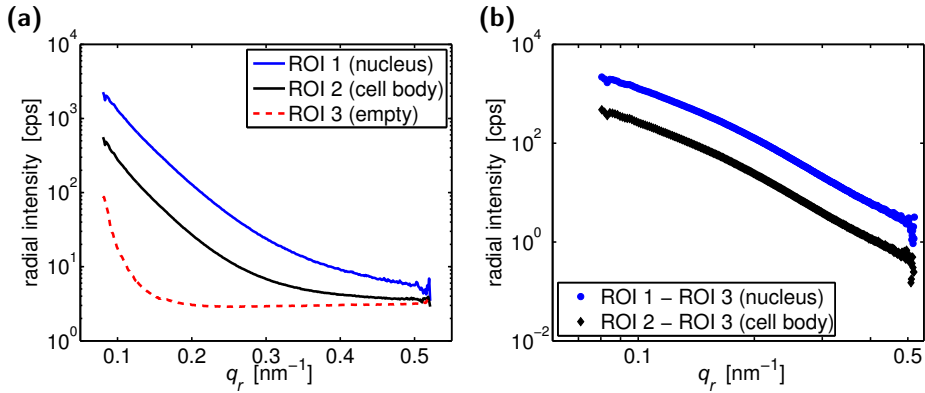 (a)
10^4
10^3
10^2
10^1
10^0
radial intensity [cps]
ROI 1 (nucleus)
ROI 2 (cell body)
ROI 3 (empty)
0.1 0.2 0.3 0.4 0.5
q_r [nm^−1]
(b)
10^4
10^2
10^0
10^−2
radial intensity [cps]
ROI 1 − ROI 3 (nucleus)
ROI 2 − ROI 3 (cell body)
0.1 0.2 0.5
q_r [nm^−1]